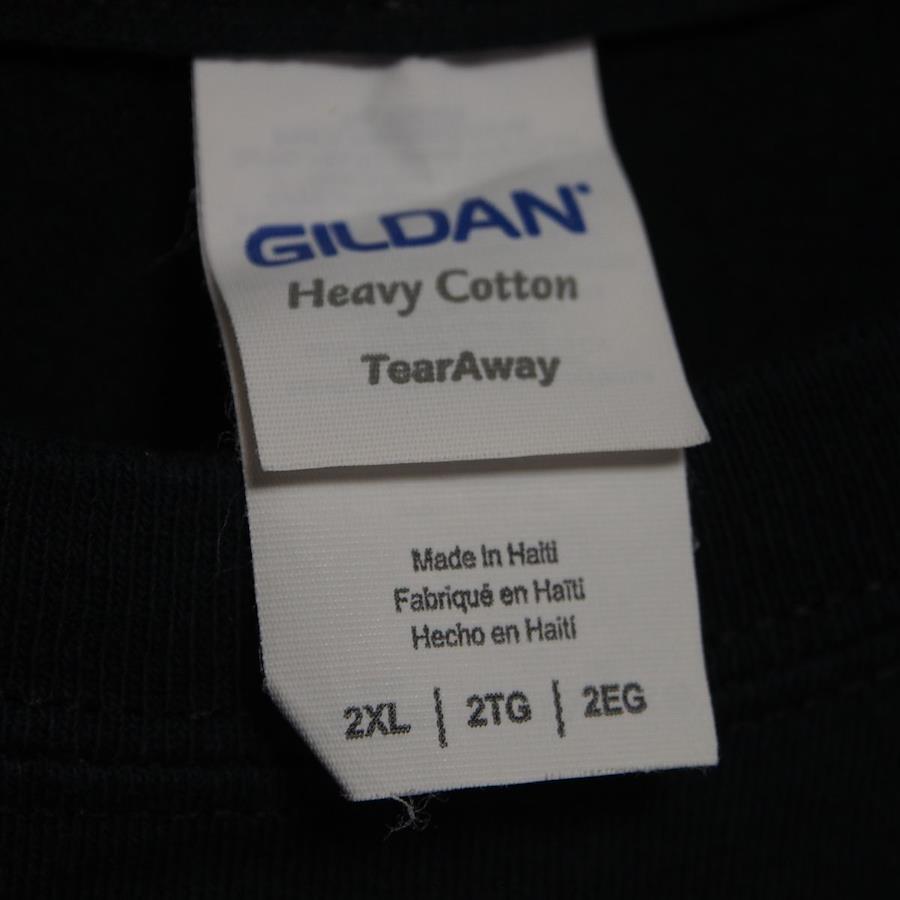 GILDAN
Heavy Cotton
TearAway
Made in Haiti
Fabriqué en Haïti
Hecho en Haití
2XL | 2TG | 2EG